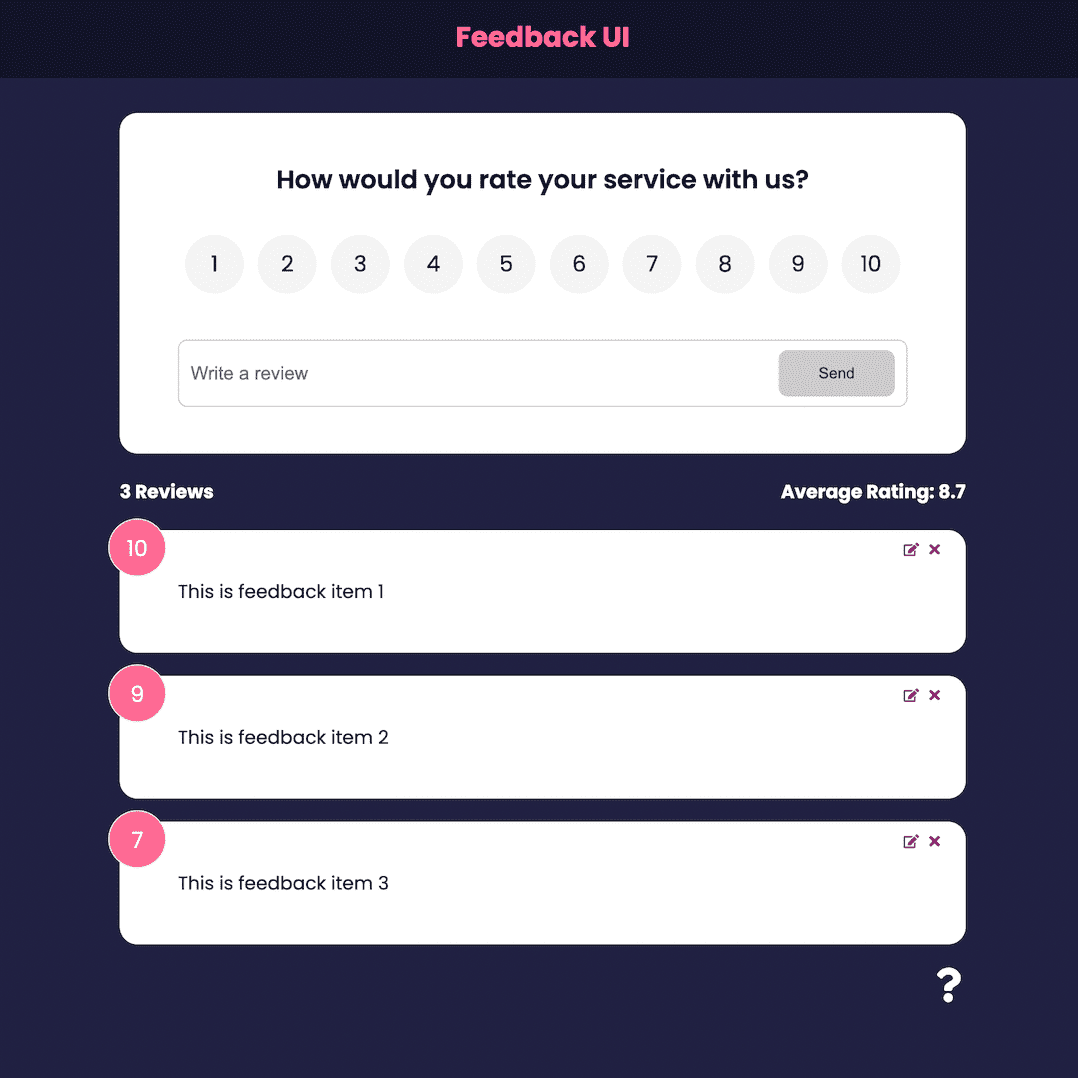 Feedback UI
How would you rate your service with us?
1 2 3 4 5 6 7 8 9 10
Write a review Send
3 Reviews Average Rating: 8.7
10
This is feedback item 1
9
This is feedback item 2
7
This is feedback item 3
?